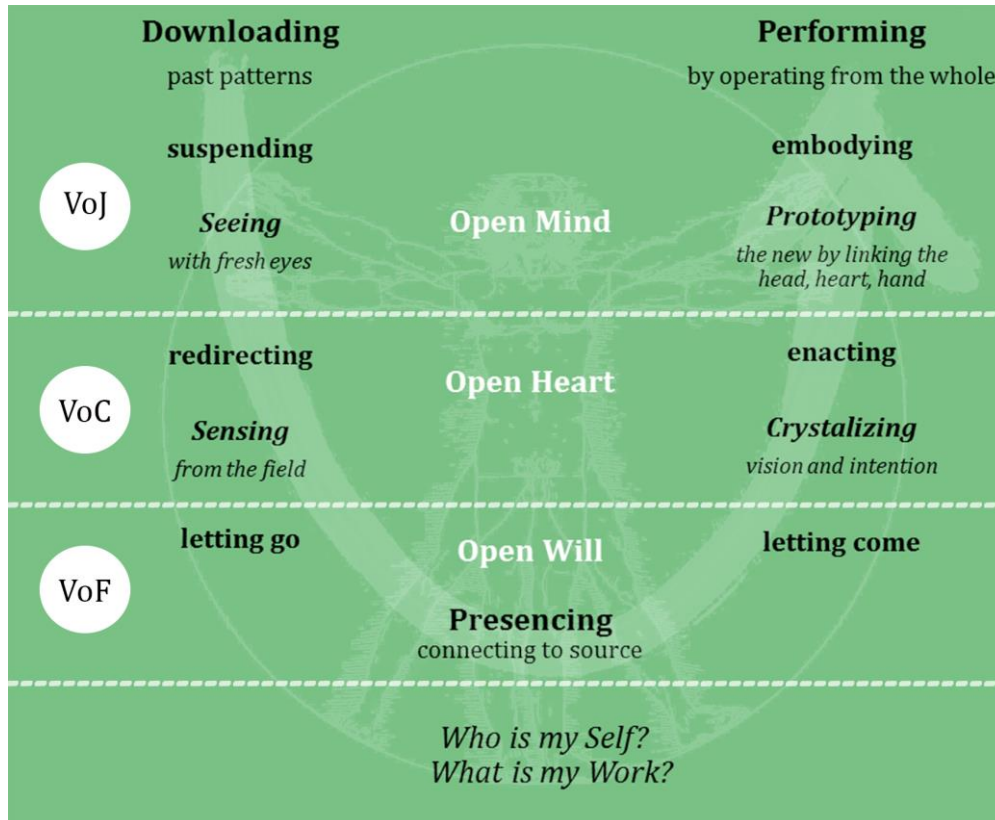 Downloading
past patterns
Performing
by operating from the whole
suspending
embodying
VoJ
Seeing
with fresh eyes
Open Mind
Prototyping
the new by linking the
head, heart, hand
redirecting
enacting
Open Heart
VoC
Sensing
from the field
Crystalizing
vision and intention
letting go
Open Will
letting come
VoF
Presencing
connecting to source
Who is my Self?
What is my Work?